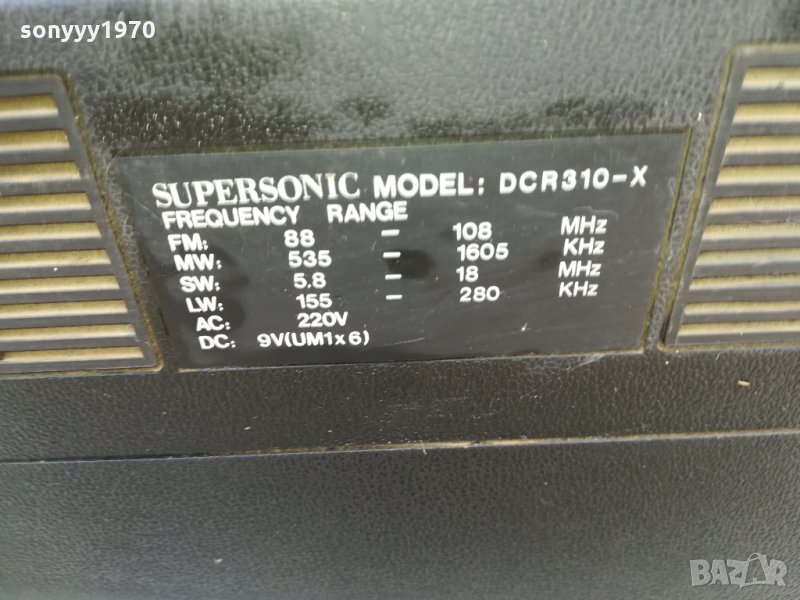 sonyyy1970
SUPERSONIC MODEL: DCR310-X
FREQUENCY RANGE
FM: 88 - 108 MHz
MW: 535 - 1605 KHz
SW: 5.8 - 18 MHz
LW: 155 - 280 KHz
AC: 220V
DC: 9V(UM1x6)
BAZAR